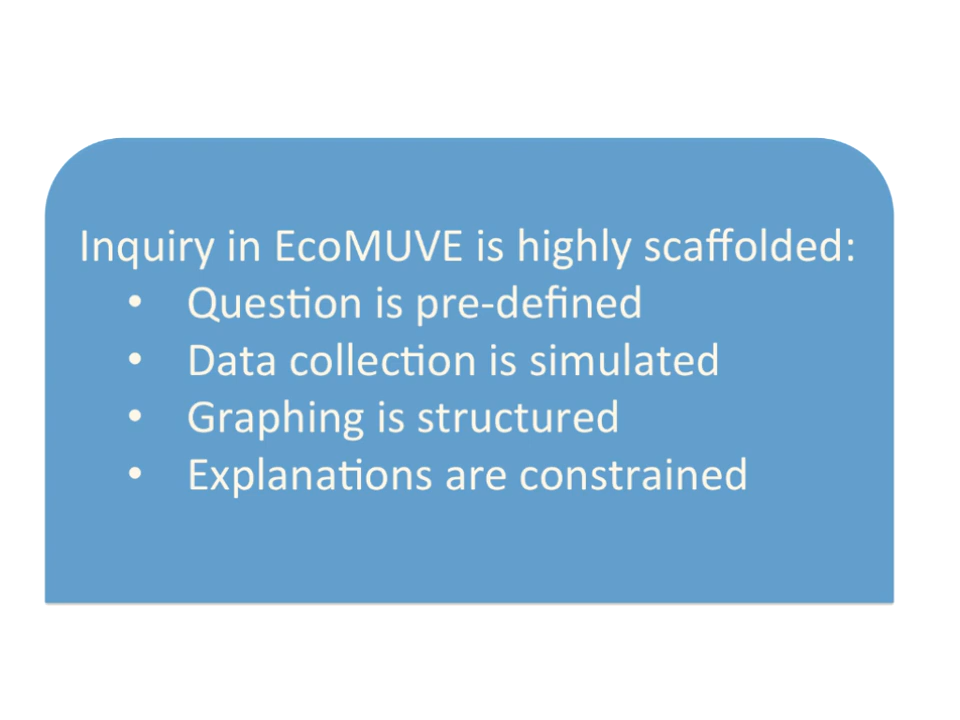 Inquiry in EcoMUVE is highly scaffolded:
• Question is pre-defined
• Data collection is simulated
• Graphing is structured
• Explanations are constrained